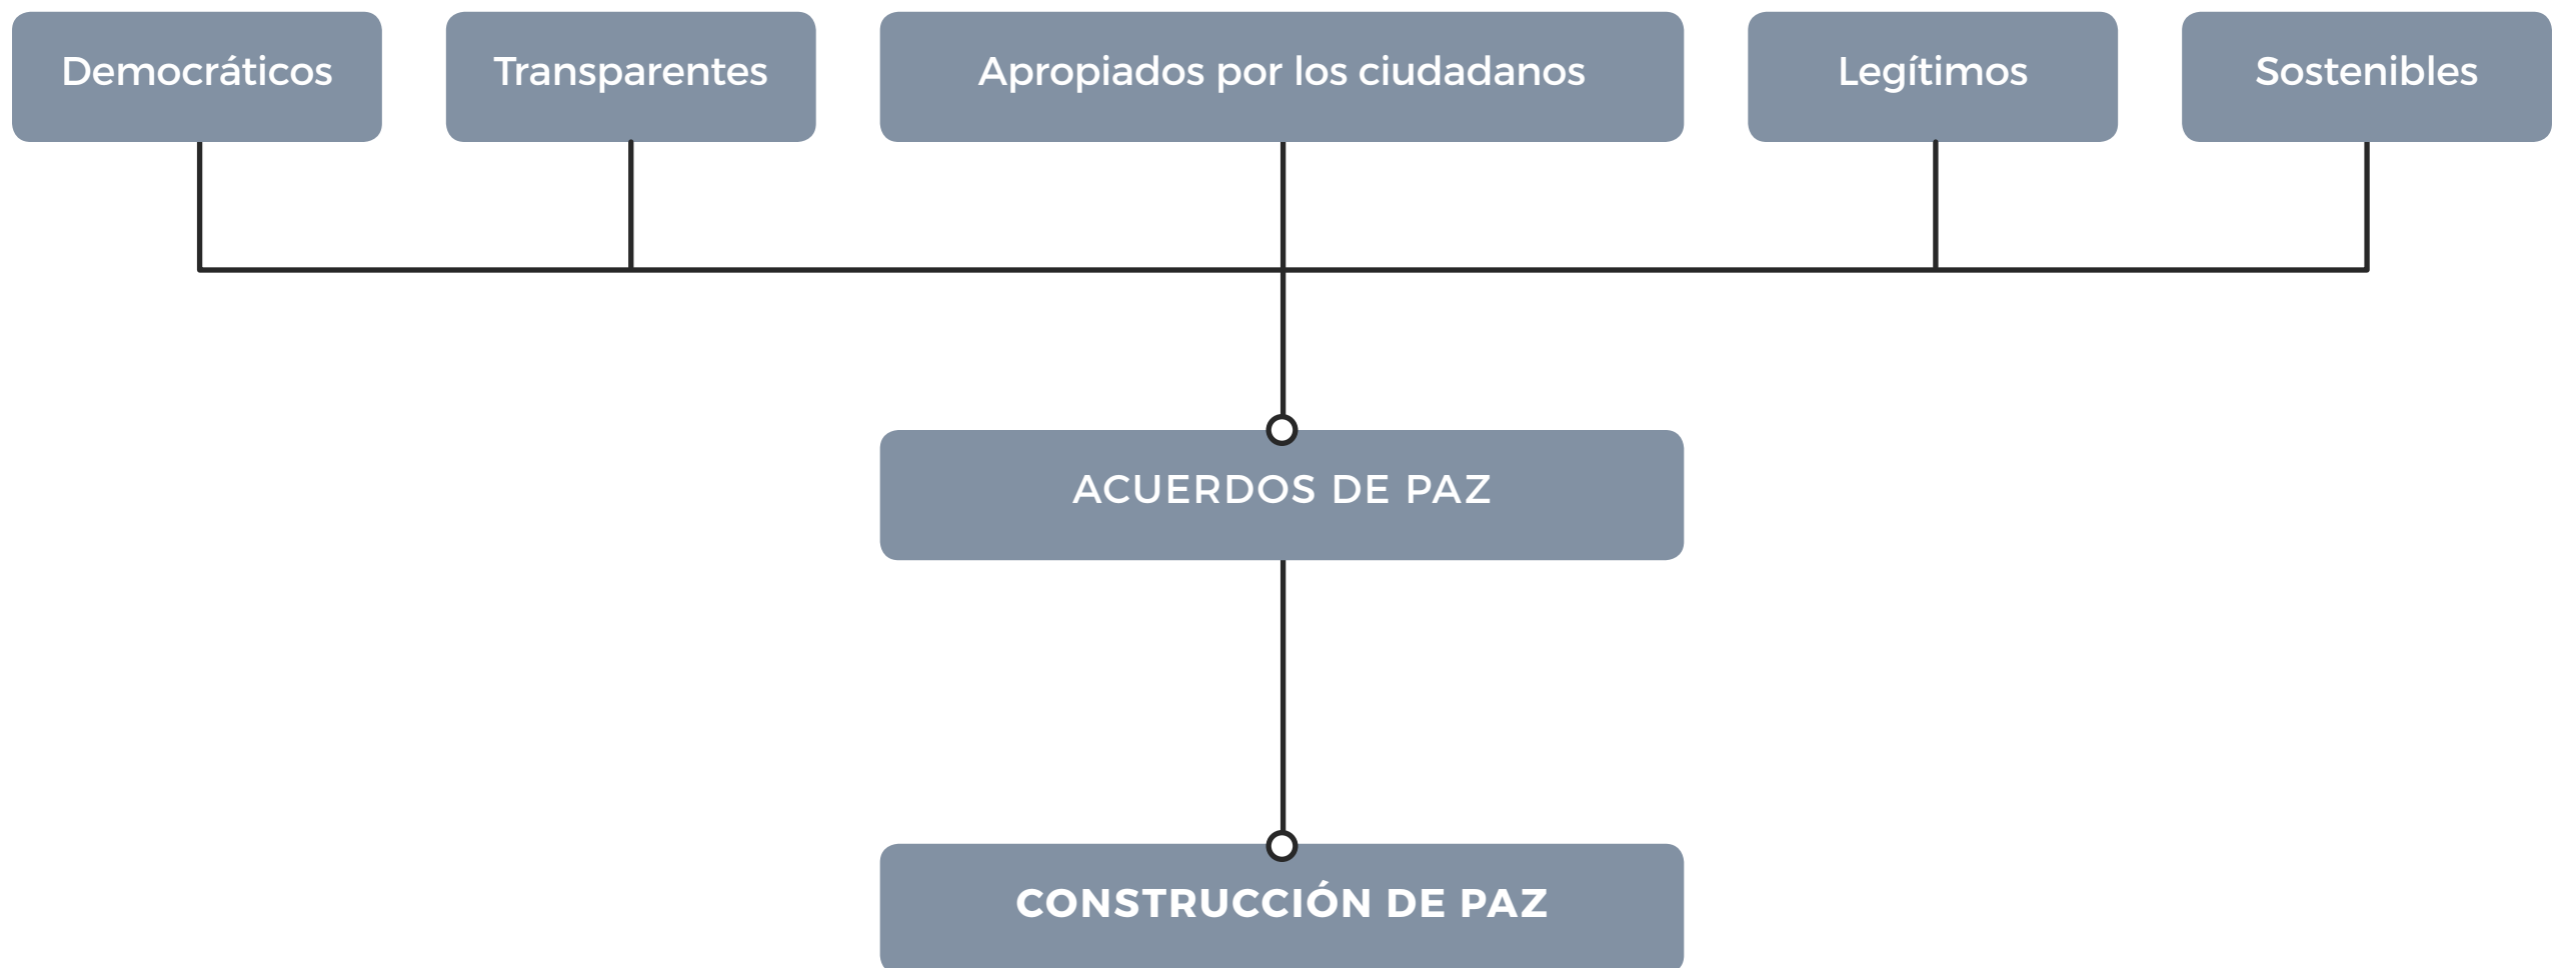 Democráticos
Transparentes
Apropiados por los ciudadanos
Legítimos
Sostenibles
ACUERDOS DE PAZ
CONSTRUCCIÓN DE PAZ